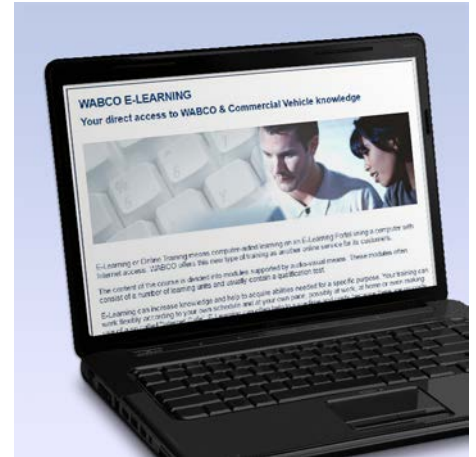 WABCO E-LEARNING
Your direct access to WABCO & Commercial Vehicle knowledge
E-Learning or Online Training means computer-aided learning on an E-Learning Portal using a computer with
Internet access. WABCO offers this new type of training as another online service for its customers.
The content of the course is divided into modules supported by audio-visual means. These modules often
consist of a number of learning units and usually contain a qualification test.
E-Learning can increase knowledge and help to acquire abilities needed for a specific purpose. Your training can
work flexibly according to your own schedule and at your own pace, possibly at work, at home or even making